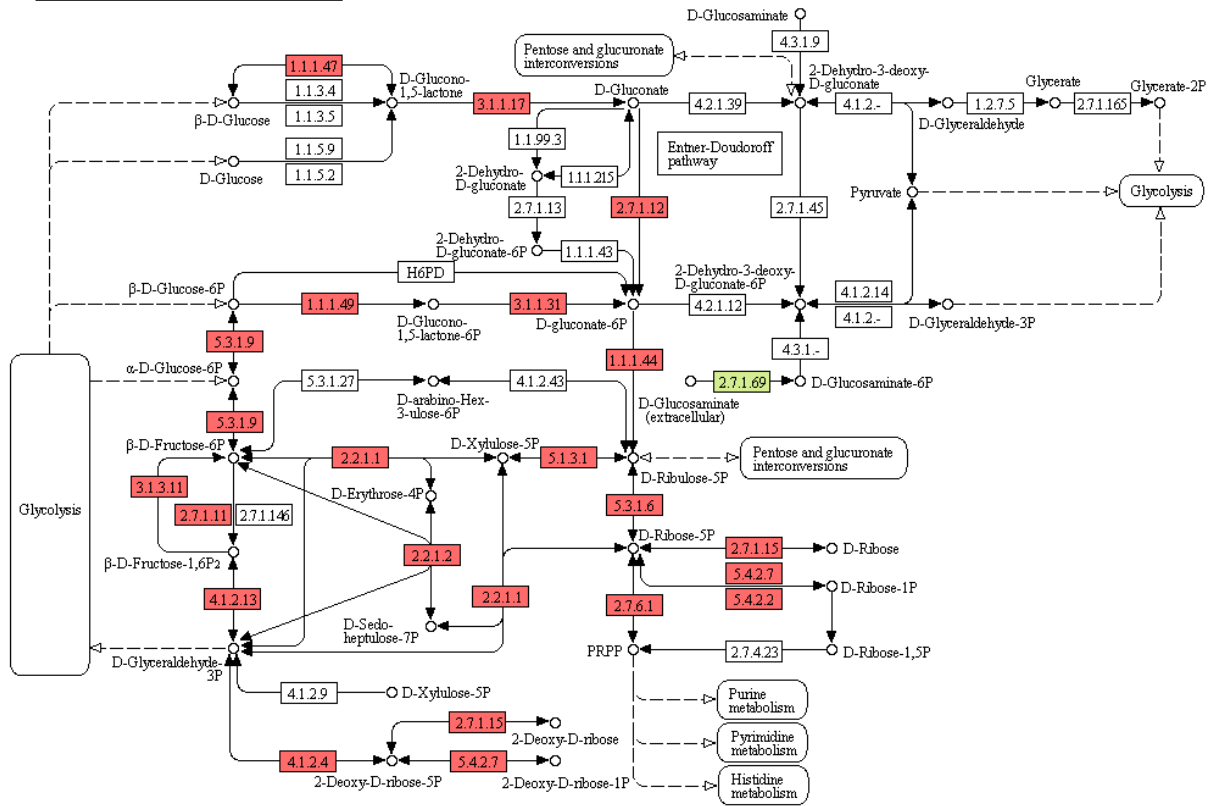 D-Glucosaminate
4.3.1.9
Pentose and glucuronate
interconversions
1.1.1.47
D-Glucono-
1,5-lactone
1.1.3.4
β-D-Glucose
1.1.3.5
3.1.1.17
D-Gluconate
4.2.1.39
2-Dehydro-3-deoxy-
D-gluconate
4.1.2.-
D-Glyceraldehyde
1.2.7.5
Glycerate
2.7.1.165
Glycerate-2P
1.1.5.9
D-Glucose
1.1.5.2
1.1.99.3
Entner-Doudoroff
pathway
2-Dehydro-
D-gluconate
1.1.1.215
Pyruvate
Glycolysis
2.7.1.13
2.7.1.12
2.7.1.45
2-Dehydro-
D-gluconate-6P
1.1.1.43
H6PD
β-D-Glucose-6P
1.1.1.49
D-Glucono-
1,5-lactone-6P
3.1.1.31
D-gluconate-6P
4.2.1.12
2-Dehydro-3-deoxy-
D-gluconate-6P
4.1.2.14
4.1.2.-
D-Glyceraldehyde-3P
5.3.1.9
1.1.1.44
4.3.1.-
α-D-Glucose-6P
5.3.1.27
D-arabino-Hex-
3-ulose-6P
4.1.2.43
2.7.1.69
D-Glucosaminate
(extracellular)
D-Glucosaminate-6P
5.3.1.9
β-D-Fructose-6P
2.2.1.1
D-Xylulose-5P
5.1.3.1
D-Ribulose-5P
Pentose and glucuronate
interconversions
3.1.3.11
D-Erythrose-4P
5.3.1.6
Glycolysis
2.7.1.11
2.7.1.146
D-Ribose-5P
2.7.1.15
D-Ribose
β-D-Fructose-1,6P2
2.2.1.2
5.4.2.7
D-Ribose-1P
4.1.2.13
2.2.1.1
2.7.6.1
5.4.2.2
D-Sedo-
heptulose-7P
D-Glyceraldehyde-
3P
PRPP
2.7.4.23
D-Ribose-1,5P
4.1.2.9
D-Xylulose-5P
Purine
metabolism
2.7.1.15
2-Deoxy-D-ribose
Pyrimidine
metabolism
4.1.2.4
2-Deoxy-D-ribose-5P
5.4.2.7
2-Deoxy-D-ribose-1P
Histidine
metabolism